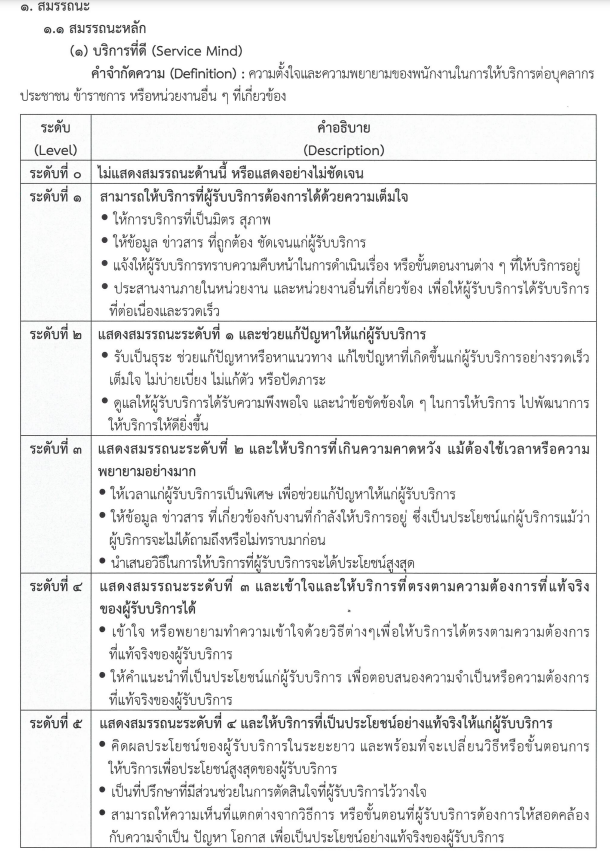 ๑. สมรรถนะ
๑.๑ สมรรถนะหลัก
(๑) บริการที่ดี (Service Mind)
คำจำกัดความ (Definition) : ความตั้งใจและความพยายามของพนักงานในการให้บริการต่อบุคลากร
ประชาชน ข้าราชการ หรือหน่วยงานอื่น ๆ ที่เกี่ยวข้อง
ระดับ คำอธิบาย
(Level) (Description)
ระดับที่ ๐ ไม่แสดงสมรรถนะด้านนี้ หรือแสดงอย่างไม่ชัดเจน
ระดับที่ ๑ สามารถให้บริการที่ผู้รับบริการต้องการได้ด้วยความเต็มใจ
• ให้การบริการที่เป็นมิตร สุภาพ
• ให้ข้อมูล ข่าวสาร ที่ถูกต้อง ชัดเจนแก่ผู้รับบริการ
• แจ้งให้ผู้รับบริการทราบความคืบหน้าในการดำเนินเรื่อง หรือขั้นตอนงานต่าง ๆ ที่ให้บริการอยู่
• ประสานงานภายในหน่วยงาน และหน่วยงานอื่นที่เกี่ยวข้อง เพื่อให้ผู้รับบริการได้รับบริการ
ที่ต่อเนื่องและรวดเร็ว
ระดับที่ ๒ แสดงสมรรถนะระดับที่ ๑ และช่วยแก้ปัญหาให้แก่ผู้รับบริการ
• รับเป็นธุระ ช่วยแก้ปัญหาหรือหาแนวทาง แก้ไขปัญหาที่เกิดขึ้นแก่ผู้รับบริการอย่างรวดเร็ว
เต็มใจ ไม่บ่ายเบี่ยง ไม่แก้ตัว หรือปัดภาระ
• ดูแลให้ผู้รับบริการได้รับความพึงพอใจ และนำข้อขัดข้องใด ๆ ในการให้บริการ ไปพัฒนาการ
ให้บริการให้ดียิ่งขึ้น
ระดับที่ ๓ แสดงสมรรถนะระดับที่ ๒ และให้บริการที่เกินความคาดหวัง แม้ต้องใช้เวลาหรือความ
พยายามอย่างมาก
• ให้เวลาแก่ผู้รับบริการเป็นพิเศษ เพื่อช่วยแก้ปัญหาให้แก่ผู้รับบริการ
• ให้ข้อมูล ข่าวสาร ที่เกี่ยวข้องกับงานที่กำลังให้บริการอยู่ ซึ่งเป็นประโยชน์แก่ผู้บริการแม้ว่า
ผู้บริการจะไม่ได้ถามถึงหรือไม่ทราบมาก่อน
• นำเสนอวิธีในการให้บริการที่ผู้รับบริการจะได้ประโยชน์สูงสุด
ระดับที่ ๔ แสดงสมรรถนะระดับที่ ๓ และเข้าใจและให้บริการที่ตรงตามความต้องการที่แท้จริง
ของผู้รับบริการได้
• เข้าใจ หรือพยายามทำความเข้าใจด้วยวิธีต่างๆเพื่อให้บริการได้ตรงตามความต้องการ
ที่แท้จริงของผู้รับบริการ
• ให้คำแนะนำที่เป็นประโยชน์แก่ผู้รับบริการ เพื่อตอบสนองความจำเป็นหรือความต้องการ
ที่แท้จริงของผู้รับบริการ
ระดับที่ ๕ แสดงสมรรถนะระดับที่ ๔ และให้บริการที่เป็นประโยชน์อย่างแท้จริงให้แก่ผู้รับบริการ
• คิดผลประโยชน์ของผู้รับบริการในระยะยาว และพร้อมที่จะเปลี่ยนวิธีหรือขั้นตอนการ
ให้บริการเพื่อประโยชน์สูงสุดของผู้รับบริการ
• เป็นที่ปรึกษาที่มีส่วนช่วยในการตัดสินใจที่ผู้รับบริการไว้วางใจ
• สามารถให้ความเห็นที่แตกต่างจากวิธีการ หรือขั้นตอนที่ผู้รับบริการต้องการให้สอดคล้อง
กับความจำเป็น ปัญหา โอกาส เพื่อเป็นประโยชน์อย่างแท้จริงของผู้รับบริการ